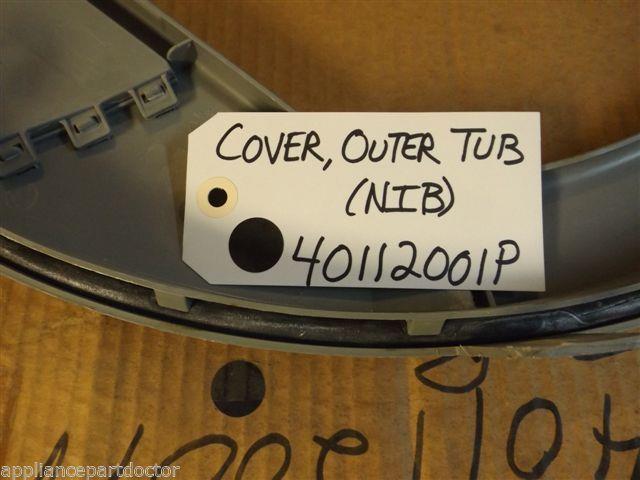 COVER, OUTER TUB
(NIB)
40112001P
appliancepartdoctor